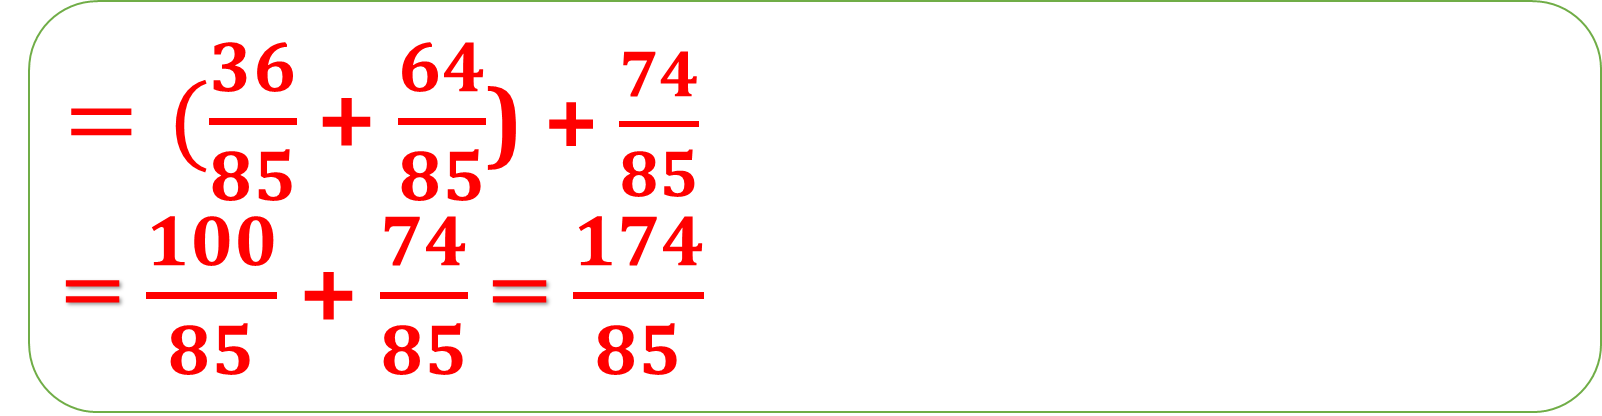 = (36/85 + 64/85) + 74/85
= 100/85 + 74/85 = 174/85